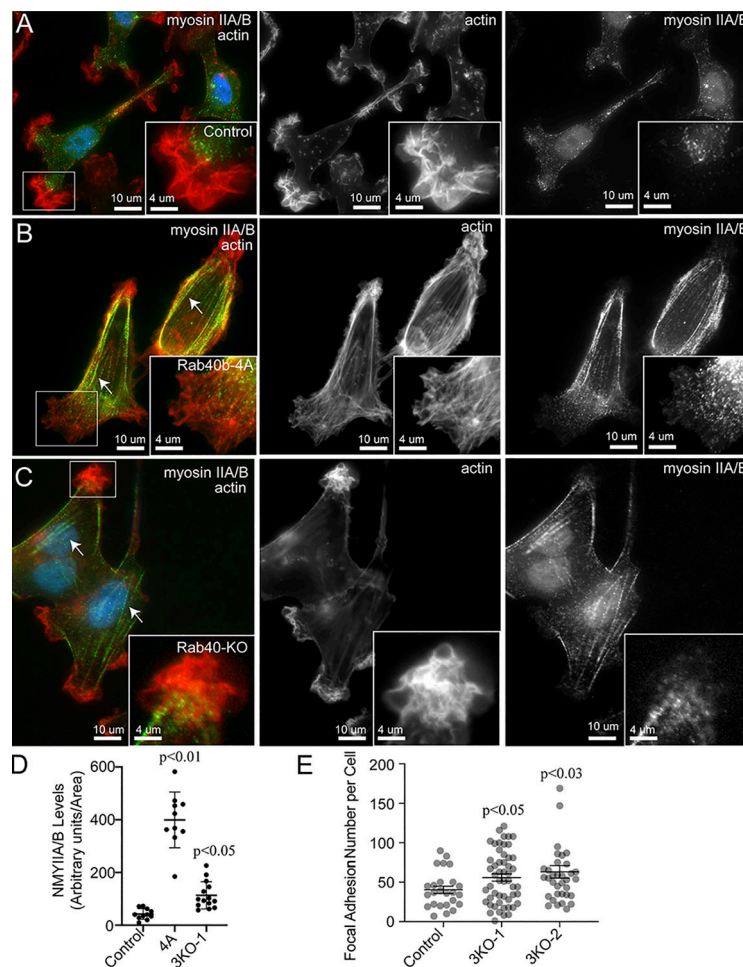 A
myosin IIA/B
actin
Control
10 um
4 um
actin
10 um
4 um
myosin IIA/B
10 um
4 um
B
myosin IIA/B
actin
Rab40b-4A
10 um
4 um
actin
10 um
4 um
myosin IIA/B
10 um
4 um
C
myosin IIA/B
actin
Rab40-KO
10 um
4 um
actin
10 um
4 um
myosin IIA/B
10 um
4 um
D
NMYIIA/B Levels
(Arbitrary units/Area)
600
400
200
0
p<0.01
p<0.05
Control
4A
3KO-1
E
Focal Adhesion Number per Cell
200
150
100
50
0
p<0.05
p<0.03
Control
3KO-1
3KO-2